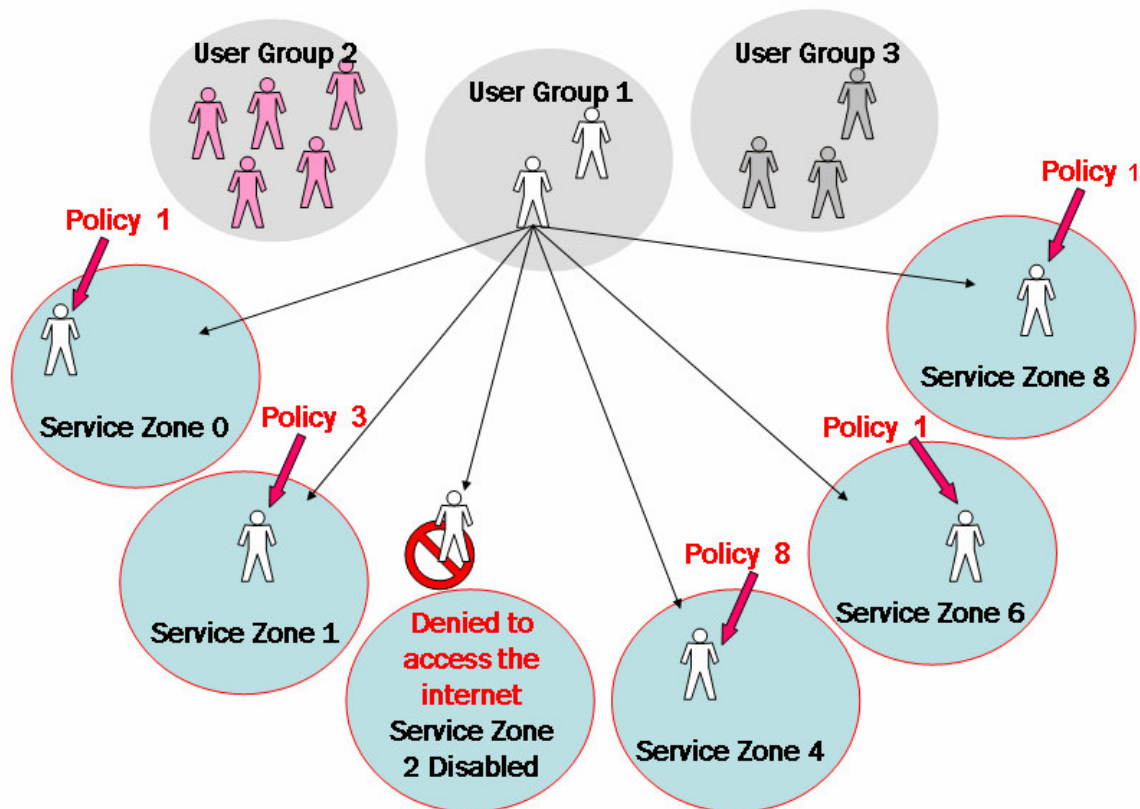 User Group 2
User Group 1
User Group 3
Policy 1
Policy 1
Service Zone 0
Service Zone 8
Policy 3
Policy 1
Service Zone 1
Service Zone 6
Policy 8
Denied to
access the
internet
Service Zone
2 Disabled
Service Zone 4